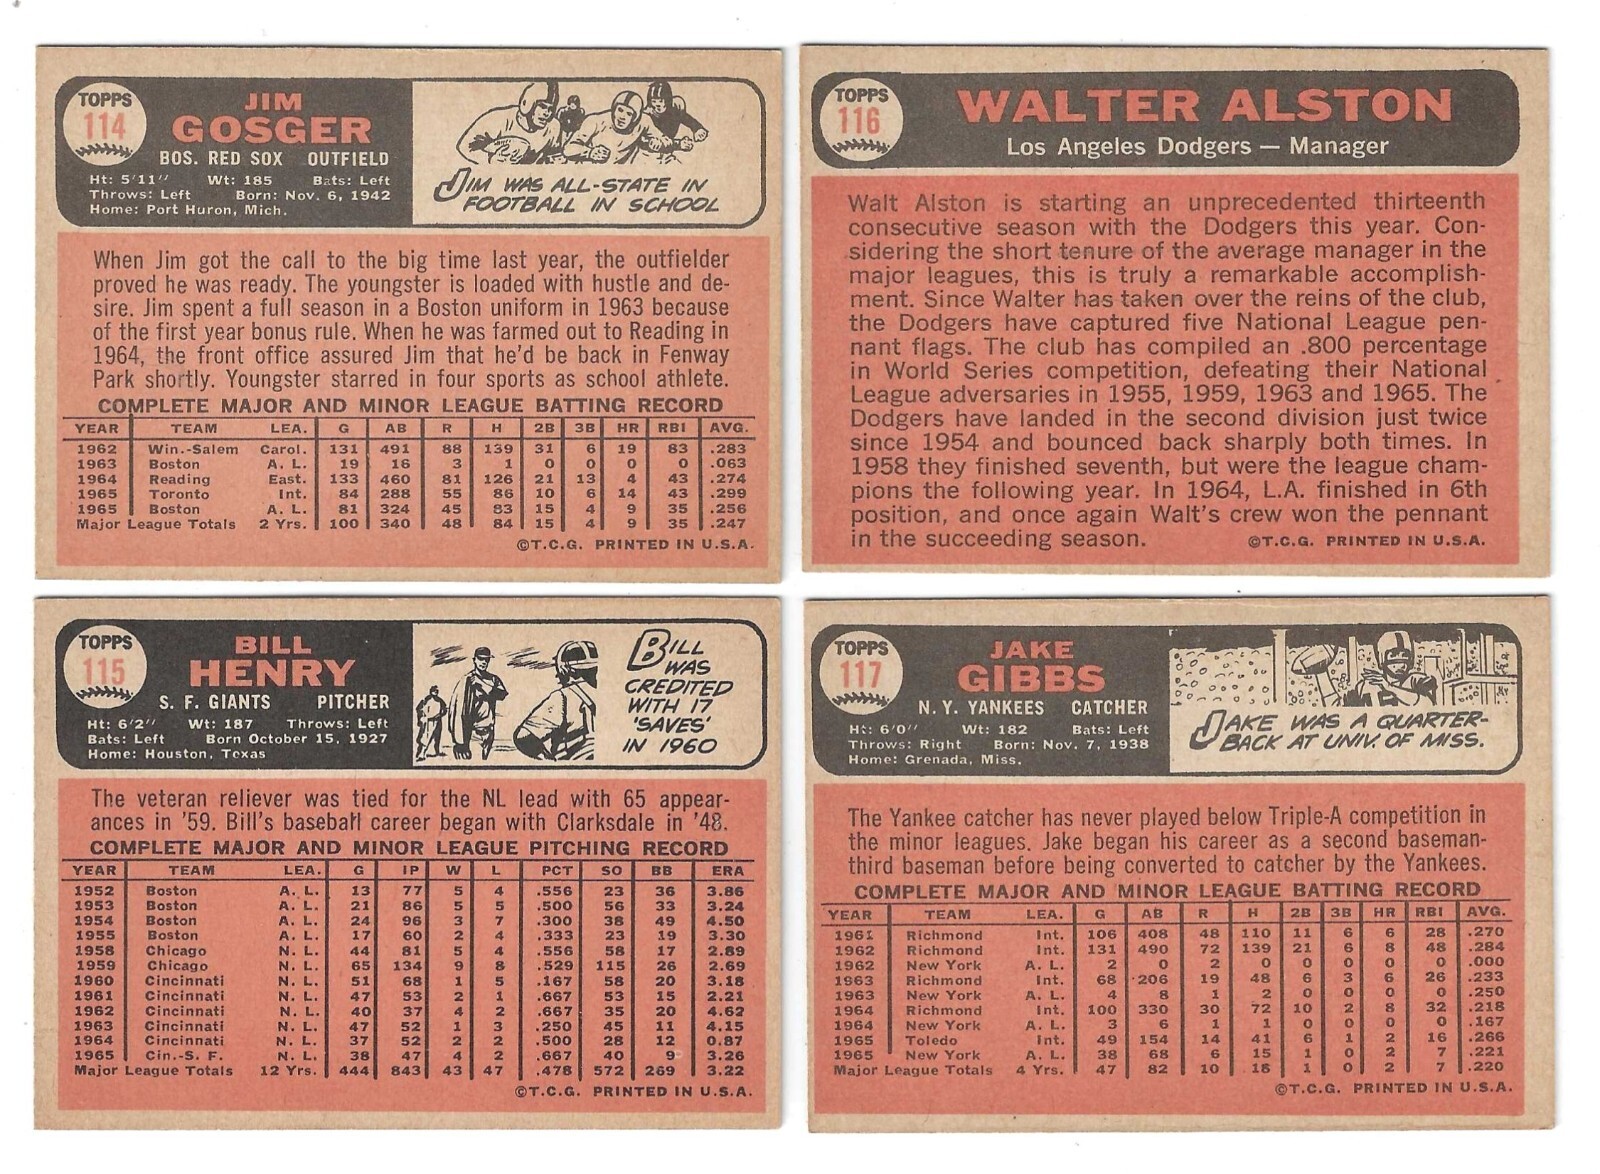 TOPPS
114
JIM
GOSGER
BOS. RED SOX OUTFIELD
Ht: 5'11" Wt: 185 Bats: Left
Throws: Left Born: Nov. 6, 1942
Home: Port Huron, Mich.
JIM WAS ALL-STATE IN
FOOTBALL IN SCHOOL
When Jim got the call to the big time last year, the outfielder
proved he was ready. The youngster is loaded with hustle and de-
sire. Jim spent a full season in a Boston uniform in 1963 because
of the first year bonus rule. When he was farmed out to Reading in
1964, the front office assured Jim that he'd be back in Fenway
Park shortly. Youngster starred in four sports as school athlete.
COMPLETE MAJOR AND MINOR LEAGUE BATTING RECORD
YEAR TEAM LEA. G AB R H 2B 3B HR RBI AVG.
1962 Win.-Salem Carol. 131 491 88 139 31 6 19 83 .283
1963 Boston A. L. 19 16 3 1 0 0 0 0 .063
1964 Reading East. 133 460 81 126 21 13 4 43 .274
1965 Toronto Int. 84 288 55 86 10 6 14 43 .299
1965 Boston A. L. 81 324 45 83 15 4 9 35 .256
Major League Totals 2 Yrs. 100 340 48 84 15 4 9 35 .247
©T.C.G. PRINTED IN U.S.A.
TOPPS
116
WALTER ALSTON
Los Angeles Dodgers — Manager
Walt Alston is starting an unprecedented thirteenth
consecutive season with the Dodgers this year. Con-
sidering the short tenure of the average manager in the
major leagues, this is truly a remarkable accomplish-
ment. Since Walter has taken over the reins of the club,
the Dodgers have captured five National League pen-
nant flags. The club has compiled an .800 percentage
in World Series competition, defeating their National
League adversaries in 1955, 1959, 1963 and 1965. The
Dodgers have landed in the second division just twice
since 1954 and bounced back sharply both times. In
1958 they finished seventh, but were the league cham-
pions the following year. In 1964, L.A. finished in 6th
position, and once again Walt's crew won the pennant
in the succeeding season. ©T.C.G. PRINTED IN U.S.A.
TOPPS
115
BILL
HENRY
S. F. GIANTS PITCHER
Ht: 6'2" Wt: 187 Throws: Left
Bats: Left Born October 15, 1927
Home: Houston, Texas
BILL
WAS
CREDITED
WITH 17
'SAVES'
IN 1960
The veteran reliever was tied for the NL lead with 65 appear-
ances in '59. Bill's baseball career began with Clarksdale in '48.
COMPLETE MAJOR AND MINOR LEAGUE PITCHING RECORD
YEAR TEAM LEA. G IP W L PCT SO BB ERA
1952 Boston A. L. 13 77 5 4 .556 23 36 3.86
1953 Boston A. L. 21 86 5 5 .500 56 33 3.24
1954 Boston A. L. 24 96 3 7 .300 38 49 4.50
1955 Boston A. L. 17 60 2 4 .333 23 19 3.30
1958 Chicago N. L. 44 81 5 4 .556 58 17 2.89
1959 Chicago N. L. 65 134 9 8 .529 115 26 2.69
1960 Cincinnati N. L. 51 68 1 5 .167 58 20 3.18
1961 Cincinnati N. L. 47 53 2 1 .667 53 15 2.21
1962 Cincinnati N. L. 40 37 4 2 .667 35 20 4.62
1963 Cincinnati N. L. 47 52 1 3 .250 45 11 4.15
1964 Cincinnati N. L. 37 52 2 2 .500 28 12 0.87
1965 Cin.-S. F. N. L. 38 47 4 2 .667 40 9 3.26
Major League Totals 12 Yrs. 444 843 43 47 .478 572 269 3.22
©T.C.G. PRINTED IN U.S.A.
TOPPS
117
JAKE
GIBBS
N. Y. YANKEES CATCHER
Ht: 6'0" Wt: 182 Bats: Left
Throws: Right Born: Nov. 7, 1938
Home: Grenada, Miss.
JAKE WAS A QUARTER-
BACK AT UNIV. OF MISS.
The Yankee catcher has never played below Triple-A competition in
the minor leagues. Jake began his career as a second baseman-
third baseman before being converted to catcher by the Yankees.
COMPLETE MAJOR AND MINOR LEAGUE BATTING RECORD
YEAR TEAM LEA. G AB R H 2B 3B HR RBI AVG.
1961 Richmond Int. 106 408 48 110 11 6 6 28 .270
1962 Richmond Int. 131 490 72 139 21 6 8 48 .284
1962 New York A. L. 2 0 2 0 0 0 0 0 .000
1963 Richmond Int. 68 206 19 48 6 3 6 26 .233
1963 New York A. L. 4 8 1 2 0 0 0 0 .250
1964 Richmond Int. 100 330 30 72 10 2 8 32 .218
1964 New York A. L. 3 6 1 1 0 0 0 0 .167
1965 Toledo Int. 49 154 14 41 6 1 2 16 .266
1965 New York A. L. 38 68 6 15 1 0 2 7 .221
Major League Totals 4 Yrs. 47 82 10 18 1 0 2 7 .220
©T.C.G. PRINTED IN U.S.A.